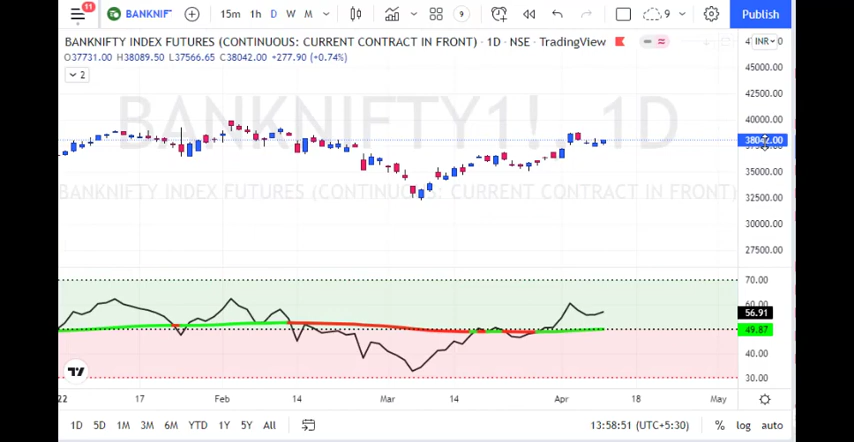 11 BANKNIF 15m 1h D W M 9 9 Publish
BANKNIFTY INDEX FUTURES (CONTINUOUS: CURRENT CONTRACT IN FRONT) · 1D · NSE · TradingView INR
O37731.00 H38089.50 L37566.65 C38042.00 +277.90 (+0.74%)
2
45000.00
42500.00
40000.00
BANKNIFTY1! 1D
38042.00
35000.00
BANKNIFTY INDEX FUTURES (CONTINUOUS: CURRENT CONTRACT IN FRONT)
32500.00
30000.00
27500.00
70.00
60.00
56.91
49.87
40.00
30.00
22 17 Feb 14 Mar 14 Apr 18 May
1D 5D 1M 3M 6M YTD 1Y 5Y All 13:58:51 (UTC+5:30) % log auto